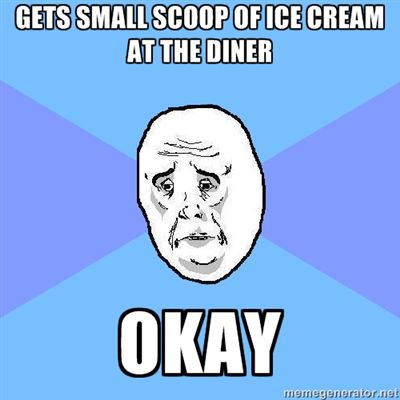 GETS SMALL SCOOP OF ICE CREAM
AT THE DINER
OKAY
memegenerator.net